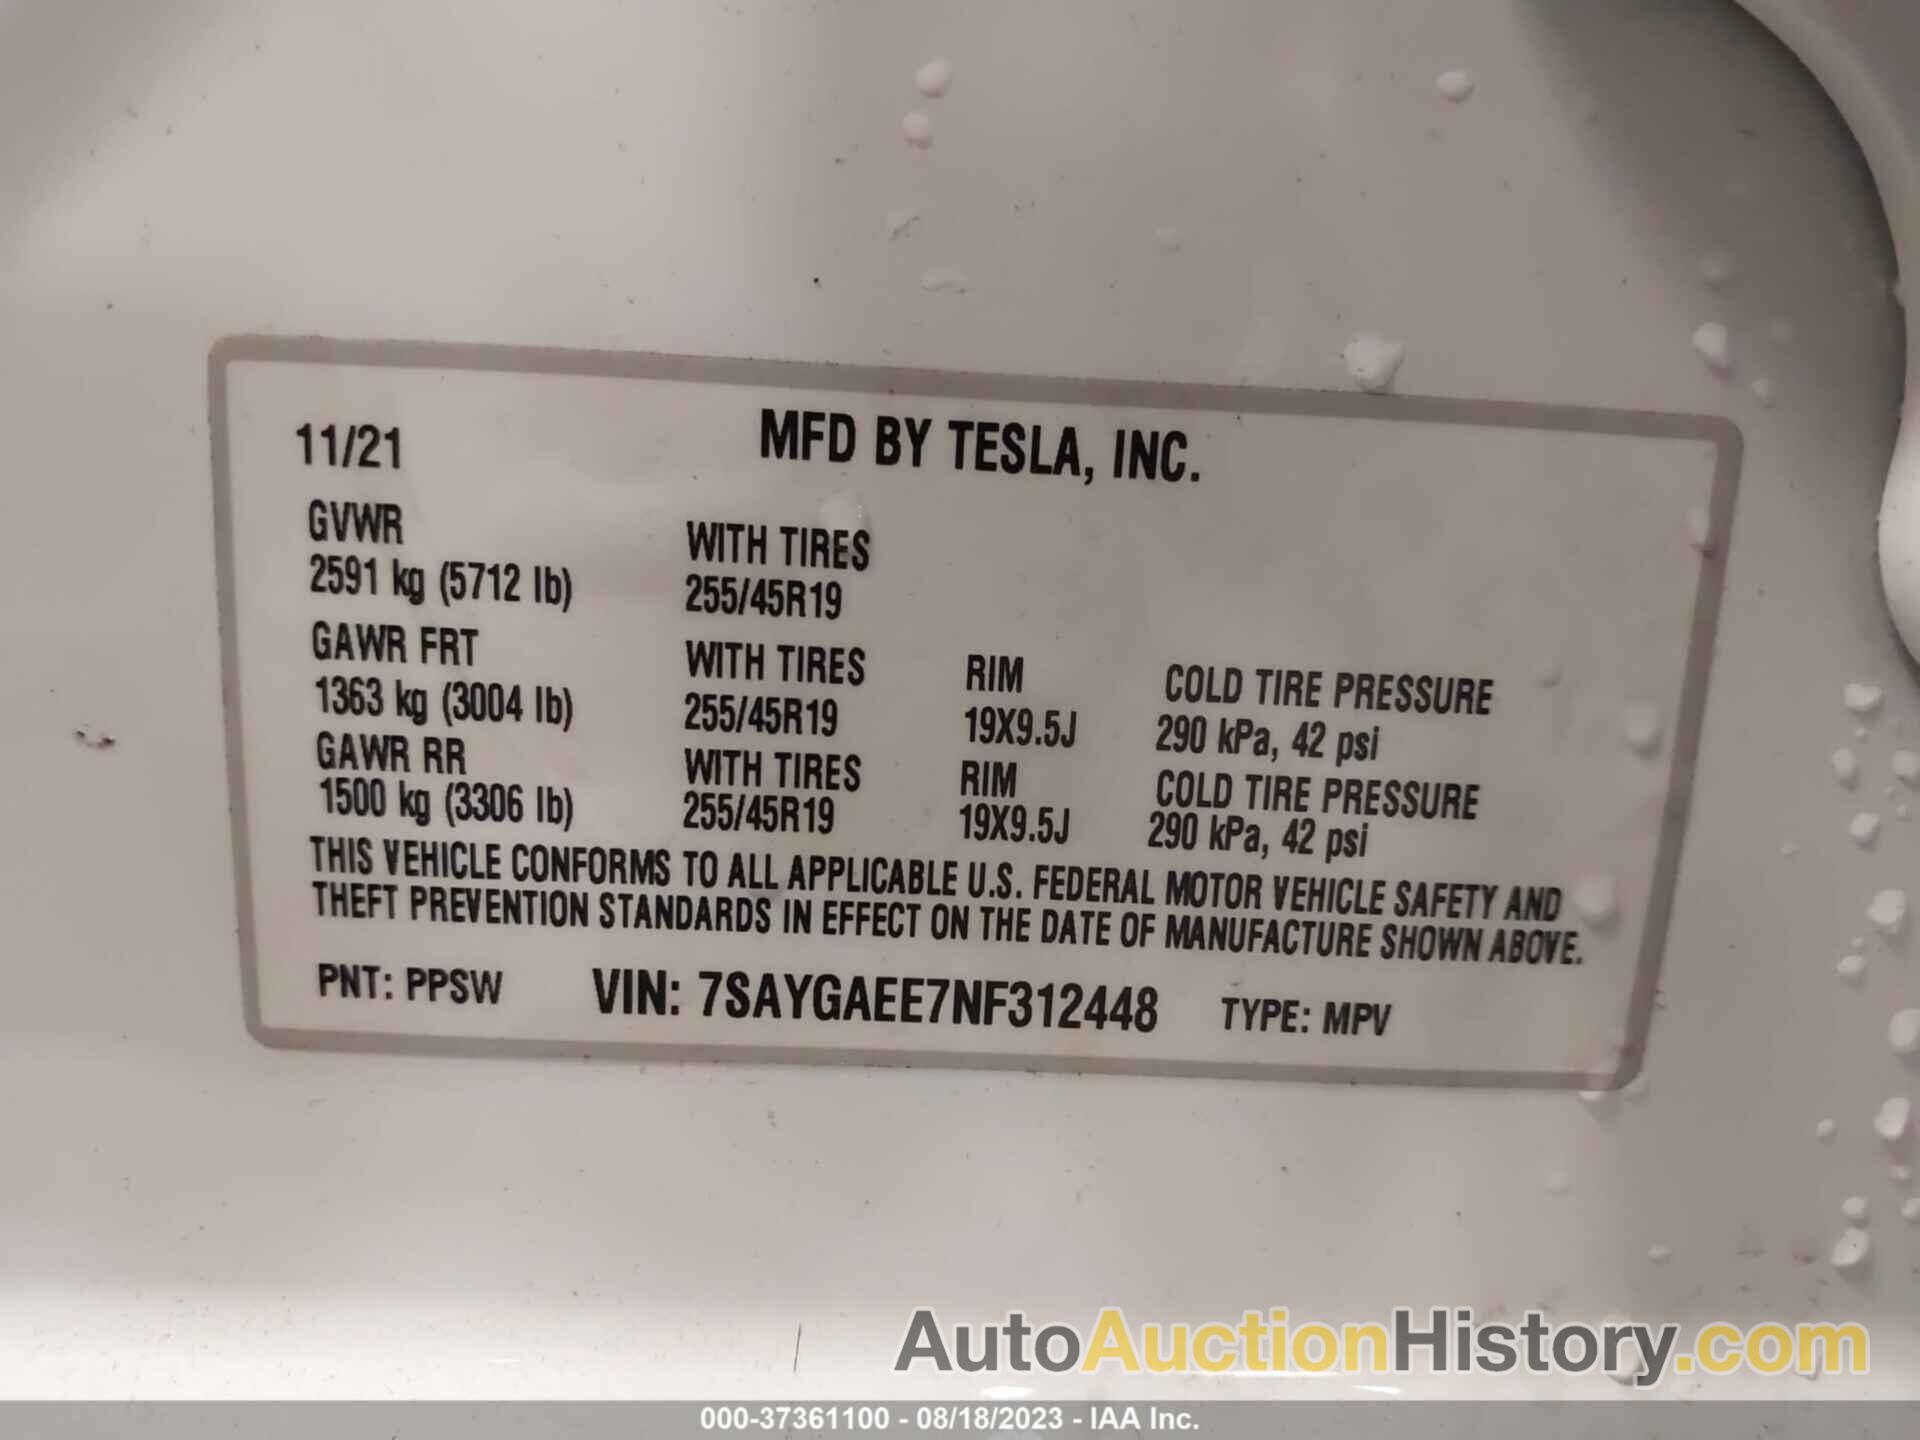 11/21 MFD BY TESLA, INC.
GVWR WITH TIRES
2591 kg (5712 lb) 255/45R19
GAWR FRT WITH TIRES RIM COLD TIRE PRESSURE
1363 kg (3004 lb) 255/45R19 19X9.5J 290 kPa, 42 psi
GAWR RR WITH TIRES RIM COLD TIRE PRESSURE
1500 kg (3306 lb) 255/45R19 19X9.5J 290 kPa, 42 psi
THIS VEHICLE CONFORMS TO ALL APPLICABLE U.S. FEDERAL MOTOR VEHICLE SAFETY AND
THEFT PREVENTION STANDARDS IN EFFECT ON THE DATE OF MANUFACTURE SHOWN ABOVE.
PNT: PPSW VIN: 7SAYGAEE7NF312448 TYPE: MPV
AutoAuctionHistory.com
000-37361100 - 08/18/2023 - IAA Inc.